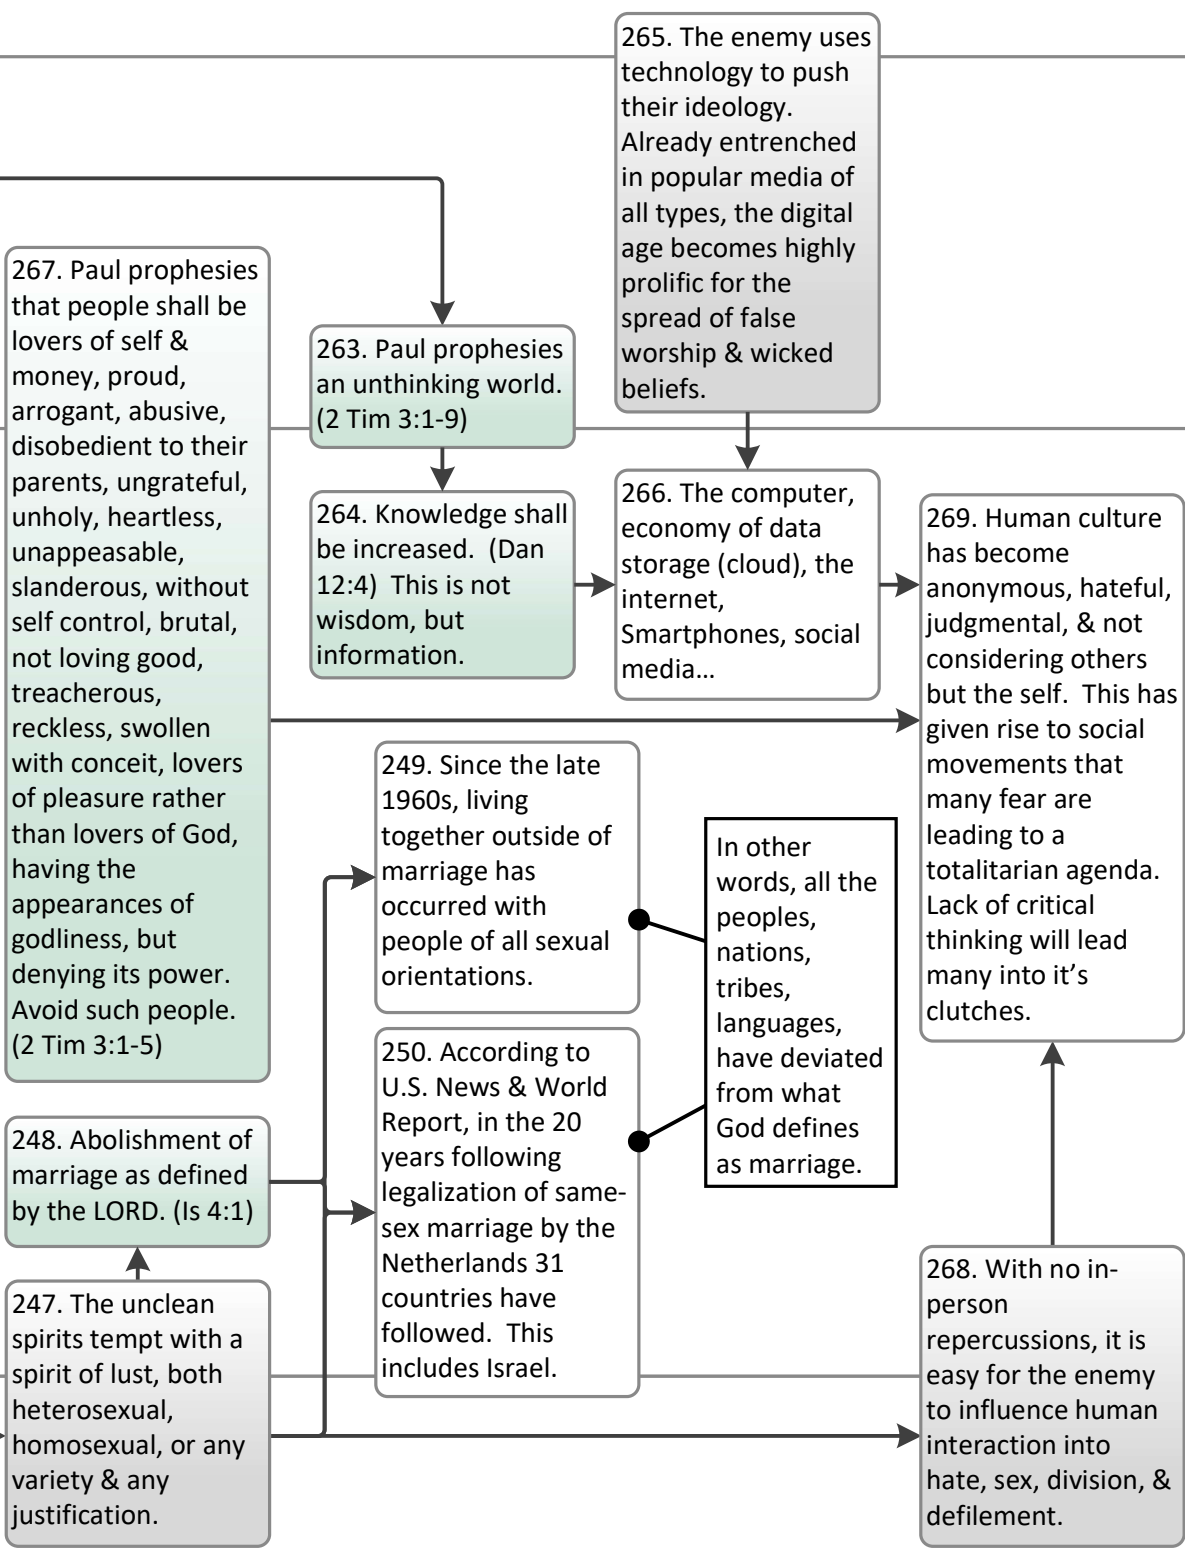 265. The enemy uses
technology to push
their ideology.
Already entrenched
in popular media of
all types, the digital
age becomes highly
prolific for the
spread of false
worship & wicked
beliefs.
267. Paul prophesies
that people shall be
lovers of self &
money, proud,
arrogant, abusive,
disobedient to their
parents, ungrateful,
unholy, heartless,
unappeasable,
slanderous, without
self control, brutal,
not loving good,
treacherous,
reckless, swollen
with conceit, lovers
of pleasure rather
than lovers of God,
having the
appearances of
godliness, but
denying its power.
Avoid such people.
(2 Tim 3:1-5)
263. Paul prophesies
an unthinking world.
(2 Tim 3:1-9)
264. Knowledge shall
be increased.  (Dan
12:4)  This is not
wisdom, but
information.
266. The computer,
economy of data
storage (cloud), the
internet,
Smartphones, social
media…
269. Human culture
has become
anonymous, hateful,
judgmental, & not
considering others
but the self.  This has
given rise to social
movements that
many fear are
leading to a
totalitarian agenda.
Lack of critical
thinking will lead
many into it's
clutches.
249. Since the late
1960s, living
together outside of
marriage has
occurred with
people of all sexual
orientations.
In other
words, all the
peoples,
nations,
tribes,
languages,
have deviated
from what
God defines
as marriage.
250. According to
U.S. News & World
Report, in the 20
years following
legalization of same-
sex marriage by the
Netherlands 31
countries have
followed.  This
includes Israel.
248. Abolishment of
marriage as defined
by the LORD. (Is 4:1)
247. The unclean
spirits tempt with a
spirit of lust, both
heterosexual,
homosexual, or any
variety & any
justification.
268. With no in-
person
repercussions, it is
easy for the enemy
to influence human
interaction into
hate, sex, division, &
defilement.